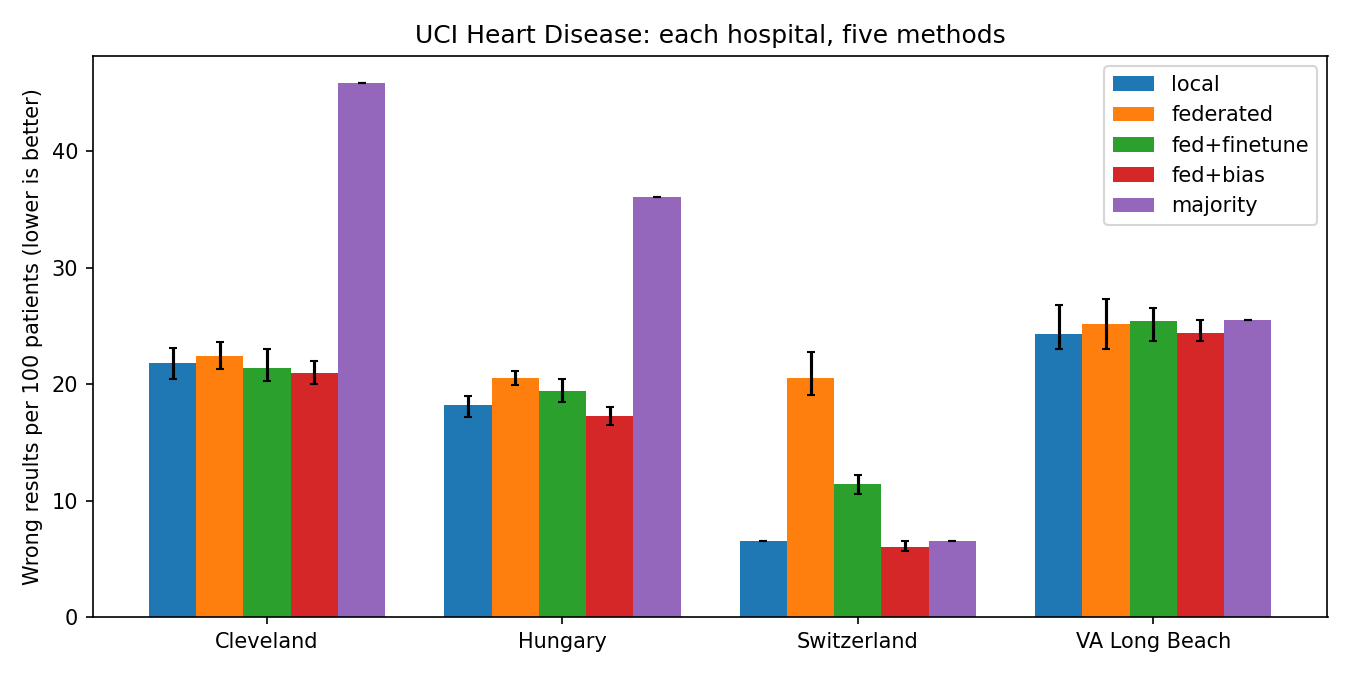 UCI Heart Disease: each hospital, five methods
Wrong results per 100 patients (lower is better)
40
30
20
10
0
local
federated
fed+finetune
fed+bias
majority
Cleveland
Hungary
Switzerland
VA Long Beach